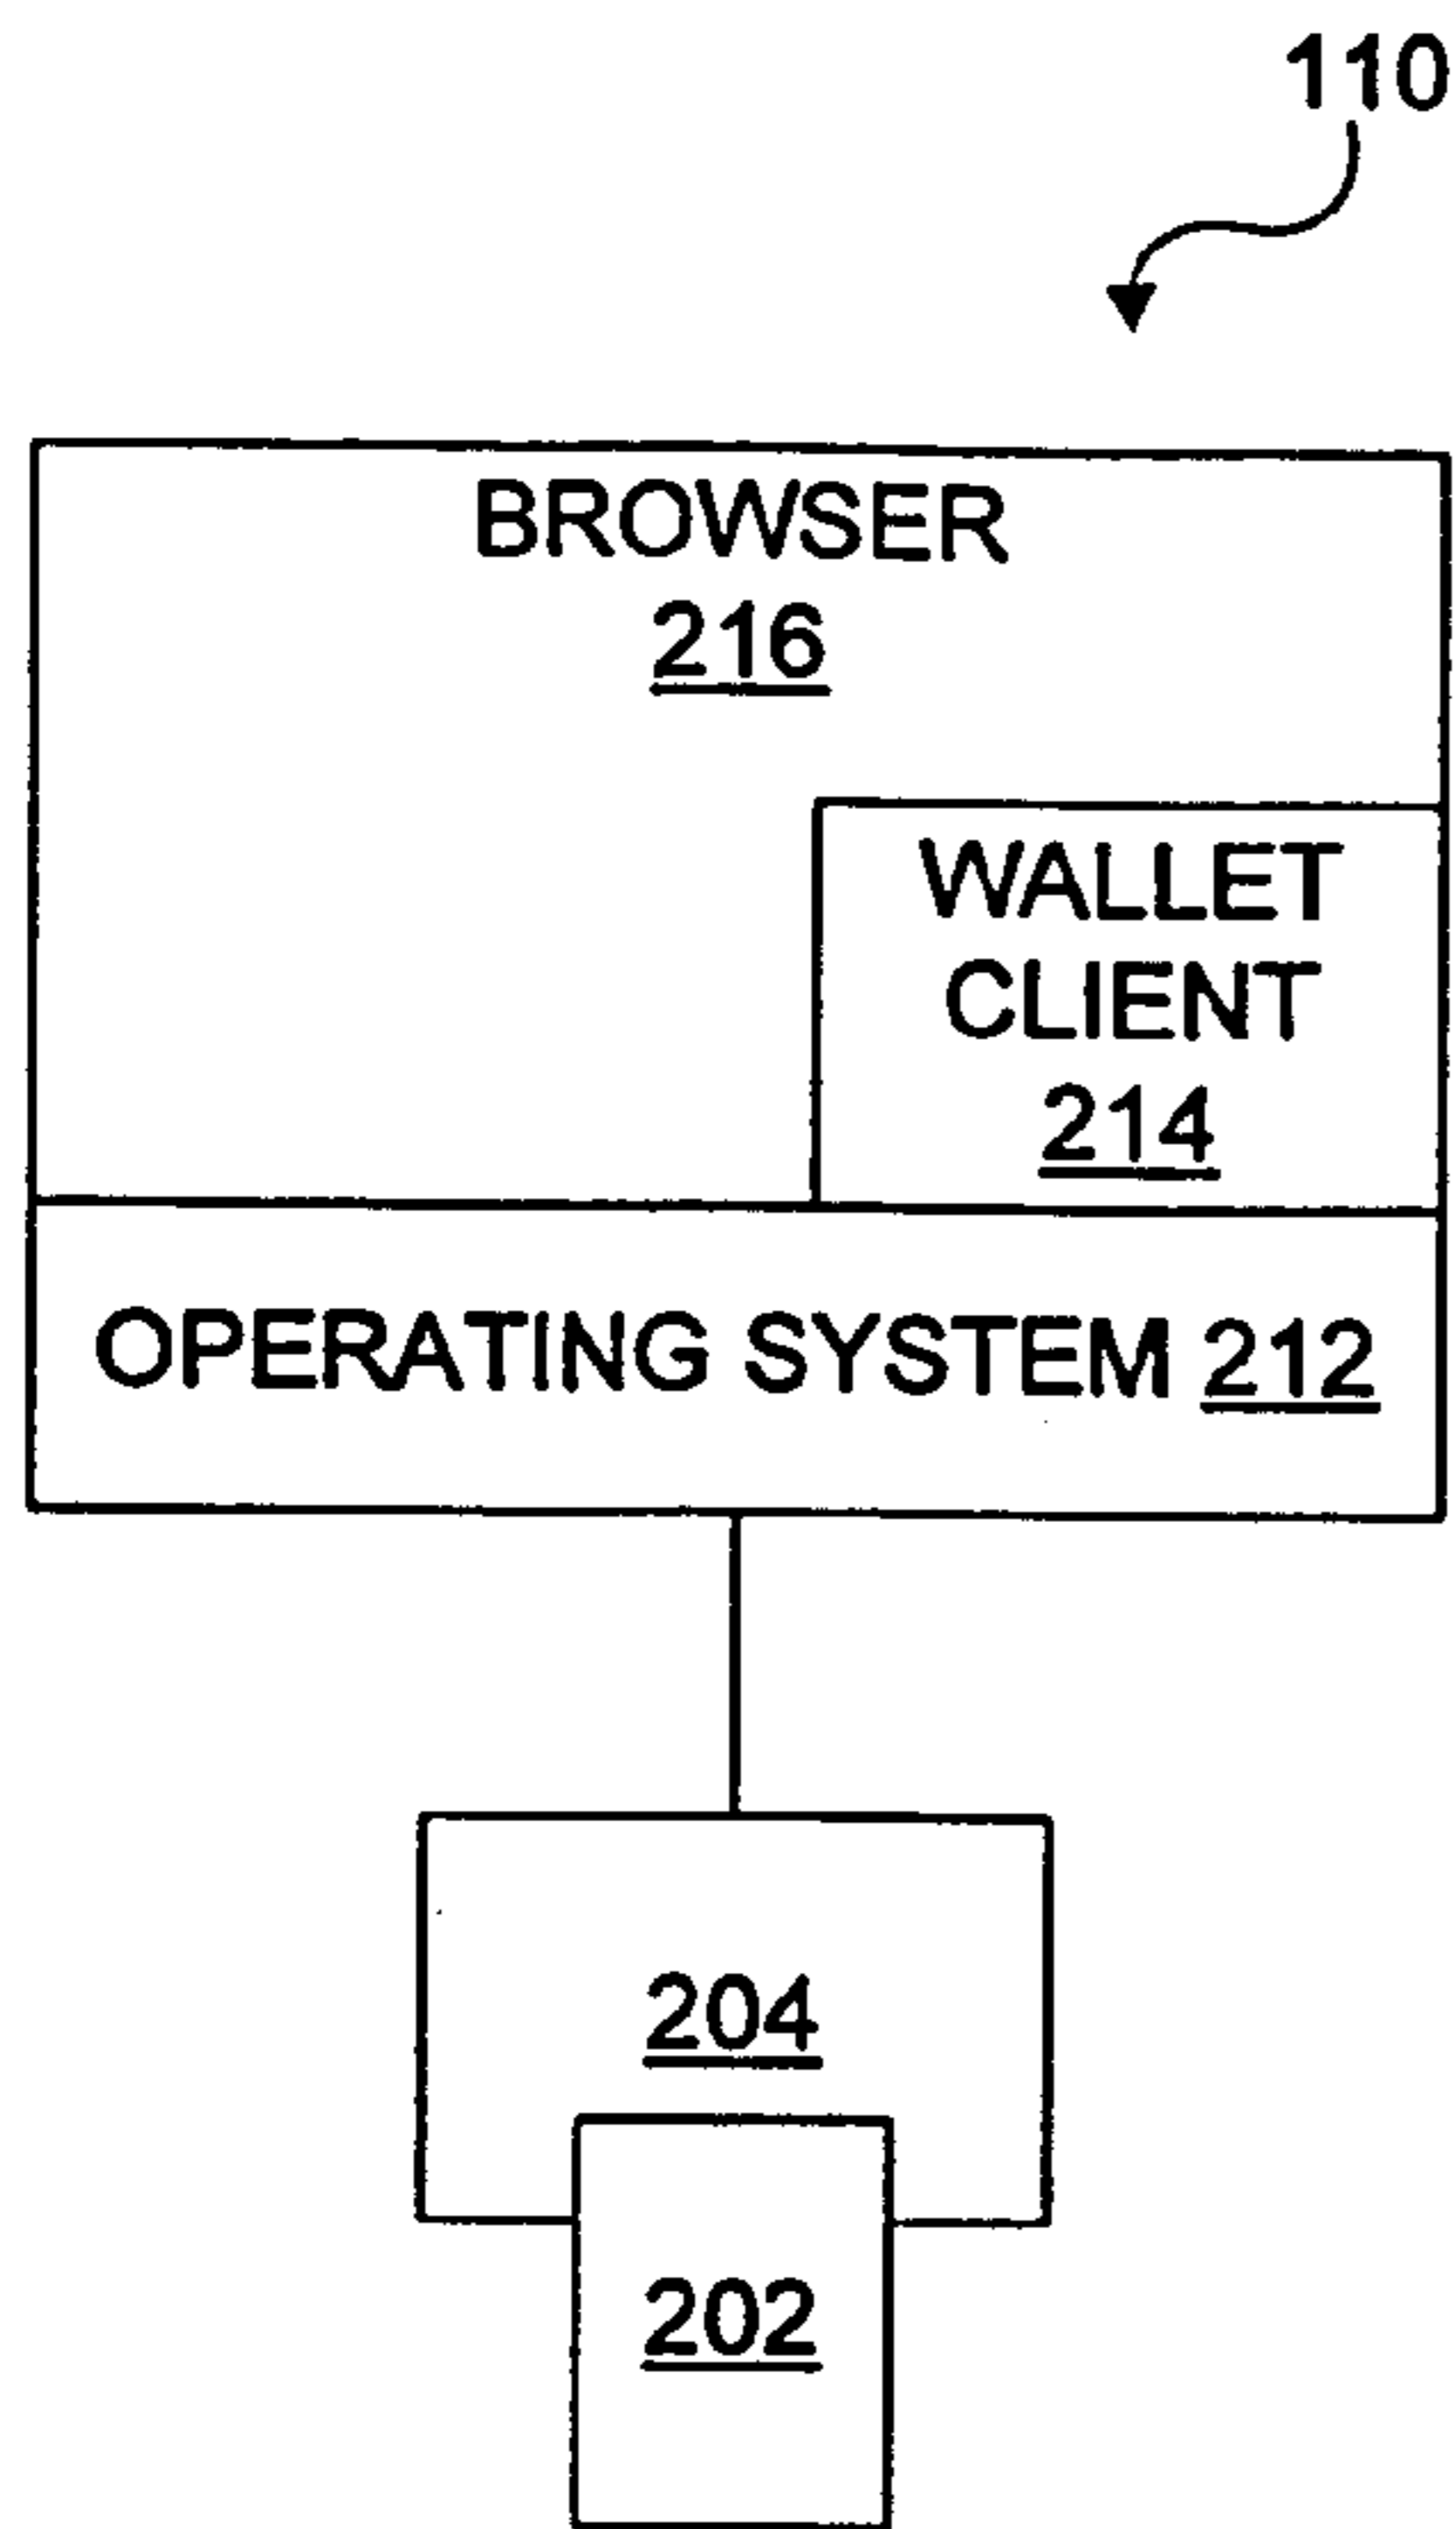 110
BROWSER
216
WALLET
CLIENT
214
OPERATING SYSTEM 212
204
202